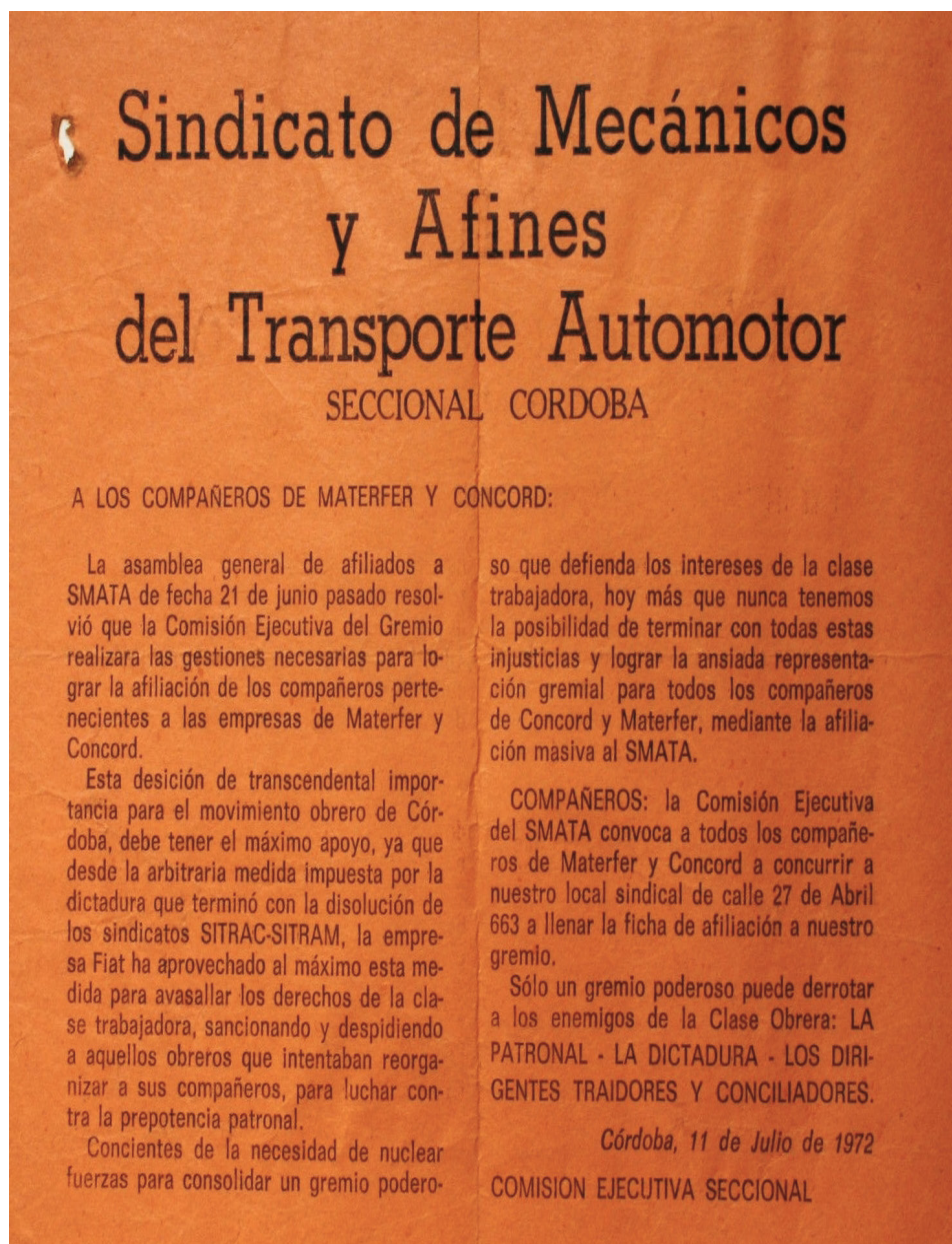 Sindicato de Mecánicos
y Afines
del Transporte Automotor
SECCIONAL CORDOBA
A LOS COMPAÑEROS DE MATERFER Y CONCORD:
La asamblea general de afiliados a
SMATA de fecha 21 de junio pasado resol-
vió que la Comisión Ejecutiva del Gremio
realizara las gestiones necesarias para lo-
grar la afiliación de los compañeros perte-
necientes a las empresas de Materfer y
Concord.
Esta desición de transcendental impor-
tancia para el movimiento obrero de Cór-
doba, debe tener el máximo apoyo, ya que
desde la arbitraria medida impuesta por la
dictadura que terminó con la disolución de
los sindicatos SITRAC-SITRAM, la empre-
sa Fiat ha aprovechado al máximo esta me-
dida para avasallar los derechos de la cla-
se trabajadora, sancionando y despidiendo
a aquellos obreros que intentaban reorga-
nizar a sus compañeros, para luchar con-
tra la prepotencia patronal.
Concientes de la necesidad de nuclear
fuerzas para consolidar un gremio podero-
so que defienda los intereses de la clase
trabajadora, hoy más que nunca tenemos
la posibilidad de terminar con todas estas
injusticias y lograr la ansiada representa-
ción gremial para todos los compañeros
de Concord y Materfer, mediante la afilia-
ción masiva al SMATA.
COMPAÑEROS: la Comisión Ejecutiva
del SMATA convoca a todos los compañe-
ros de Materfer y Concord a concurrir a
nuestro local sindical de calle 27 de Abril
663 a llenar la ficha de afiliación a nuestro
gremio.
Sólo un gremio poderoso puede derrotar
a los enemigos de la Clase Obrera: LA
PATRONAL - LA DICTADURA - LOS DIRI-
GENTES TRAIDORES Y CONCILIADORES.
Córdoba, 11 de Julio de 1972
COMISION EJECUTIVA SECCIONAL